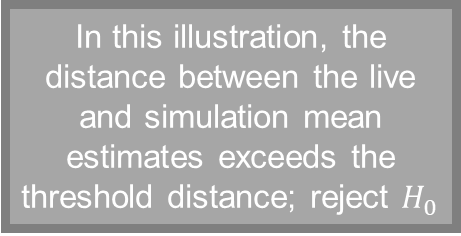 In this illustration, the
distance between the live
and simulation mean
estimates exceeds the
threshold distance; reject H₀